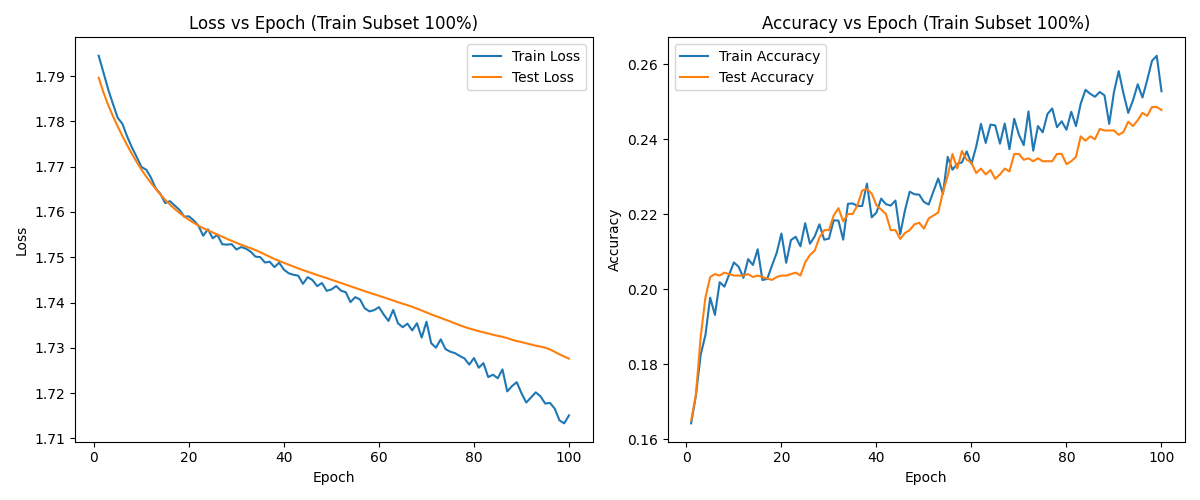 Loss vs Epoch (Train Subset 100%)
Train Loss
Test Loss
1.79
1.78
1.77
1.76
1.75
1.74
1.73
1.72
1.71
Loss
0 20 40 60 80 100
Epoch
Accuracy vs Epoch (Train Subset 100%)
Train Accuracy
Test Accuracy
0.26
0.24
0.22
0.20
0.18
0.16
Accuracy
0 20 40 60 80 100
Epoch